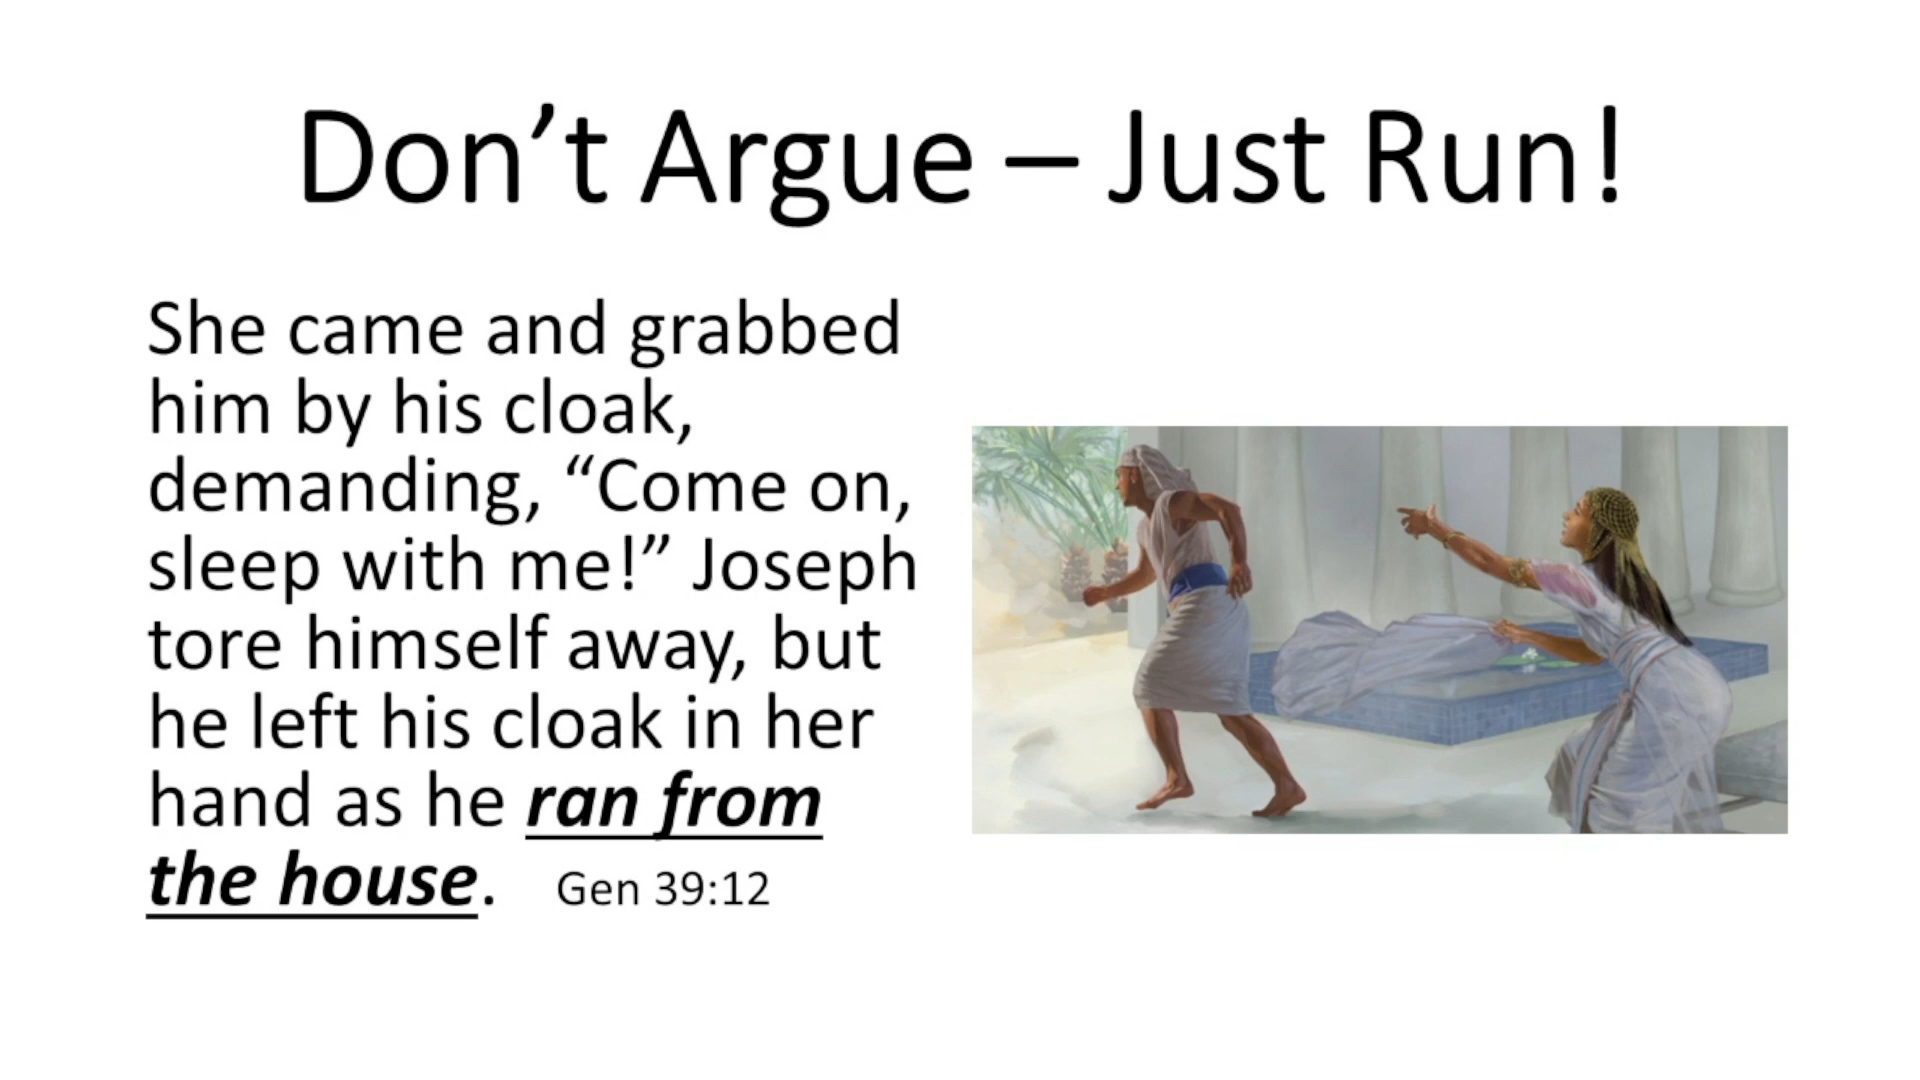 Don’t Argue – Just Run!
She came and grabbed
him by his cloak,
demanding, “Come on,
sleep with me!” Joseph
tore himself away, but
he left his cloak in her
hand as he ran from
the house. Gen 39:12